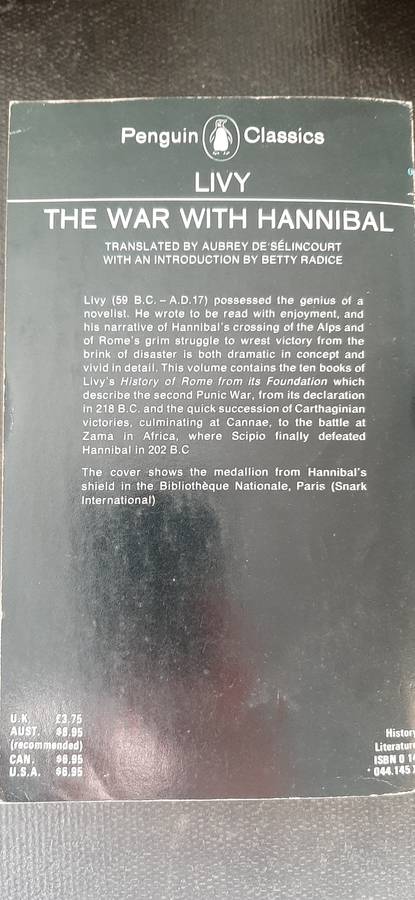 Penguin Classics
LIVY
THE WAR WITH HANNIBAL
TRANSLATED BY AUBREY DE SÉLINCOURT
WITH AN INTRODUCTION BY BETTY RADICE
Livy (59 B.C. – A.D.17) possessed the genius of a
novelist. He wrote to be read with enjoyment, and
his narrative of Hannibal's crossing of the Alps and
of Rome's grim struggle to wrest victory from the
brink of disaster is both dramatic in concept and
vivid in detail. This volume contains the ten books of
Livy's History of Rome from its Foundation which
describe the second Punic War, from its declaration
in 218 B.C. and the quick succession of Carthaginian
victories, culminating at Cannae, to the battle at
Zama in Africa, where Scipio finally defeated
Hannibal in 202 B.C
The cover shows the medallion from Hannibal's
shield in the Bibliothèque Nationale, Paris (Snark
International)
U.K. £3.75
AUST. $8.95
(recommended)
CAN. $6.95
U.S.A. $6.95
History
Literature
ISBN 0 14
044.145